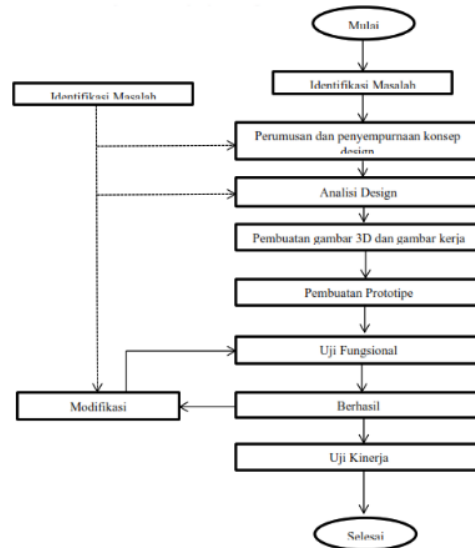 Mulai
Identifikasi Masalah
Identifikasi Masalah
Perumusan dan penyempurnaan konsep
design
Analisi Design
Pembuatan gambar 3D dan gambar kerja
Pembuatan Prototipe
Uji Fungsional
Modifikasi
Berhasil
Uji Kinerja
Selesai